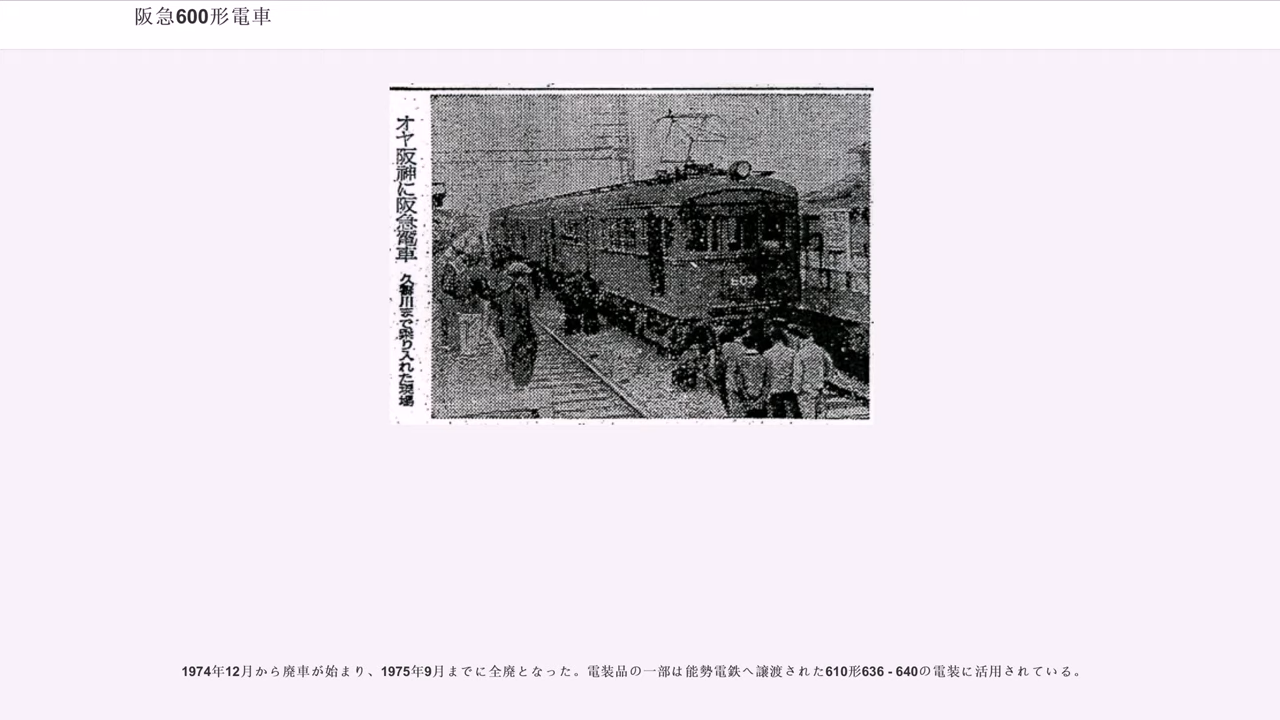 阪急600形電車
オヤ阪神に阪急電車
久寿川まで乗り入れた現場
603
1974年12月から廃車が始まり、1975年9月までに全廃となった。電装品の一部は能勢電鉄へ譲渡された610形636 - 640の電装に活用されている。